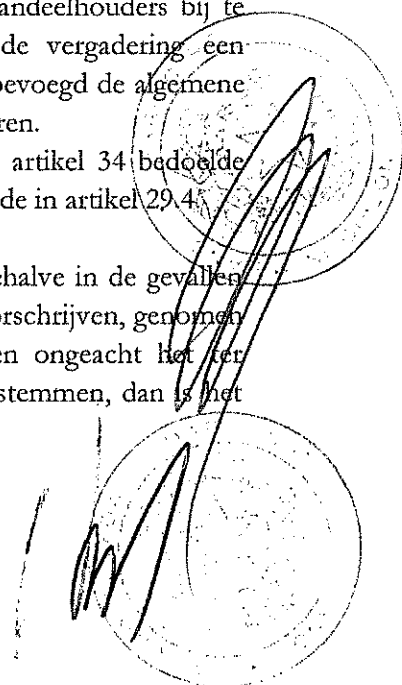 andeelhouders bij te
de vergadering een
bevoegd de algemene
ren.
artikel 34 bedoelde
de in artikel 29.4
ehalve in de gevallen
orschrijven, genomen
en ongeacht het ter
stemmen, dan is het